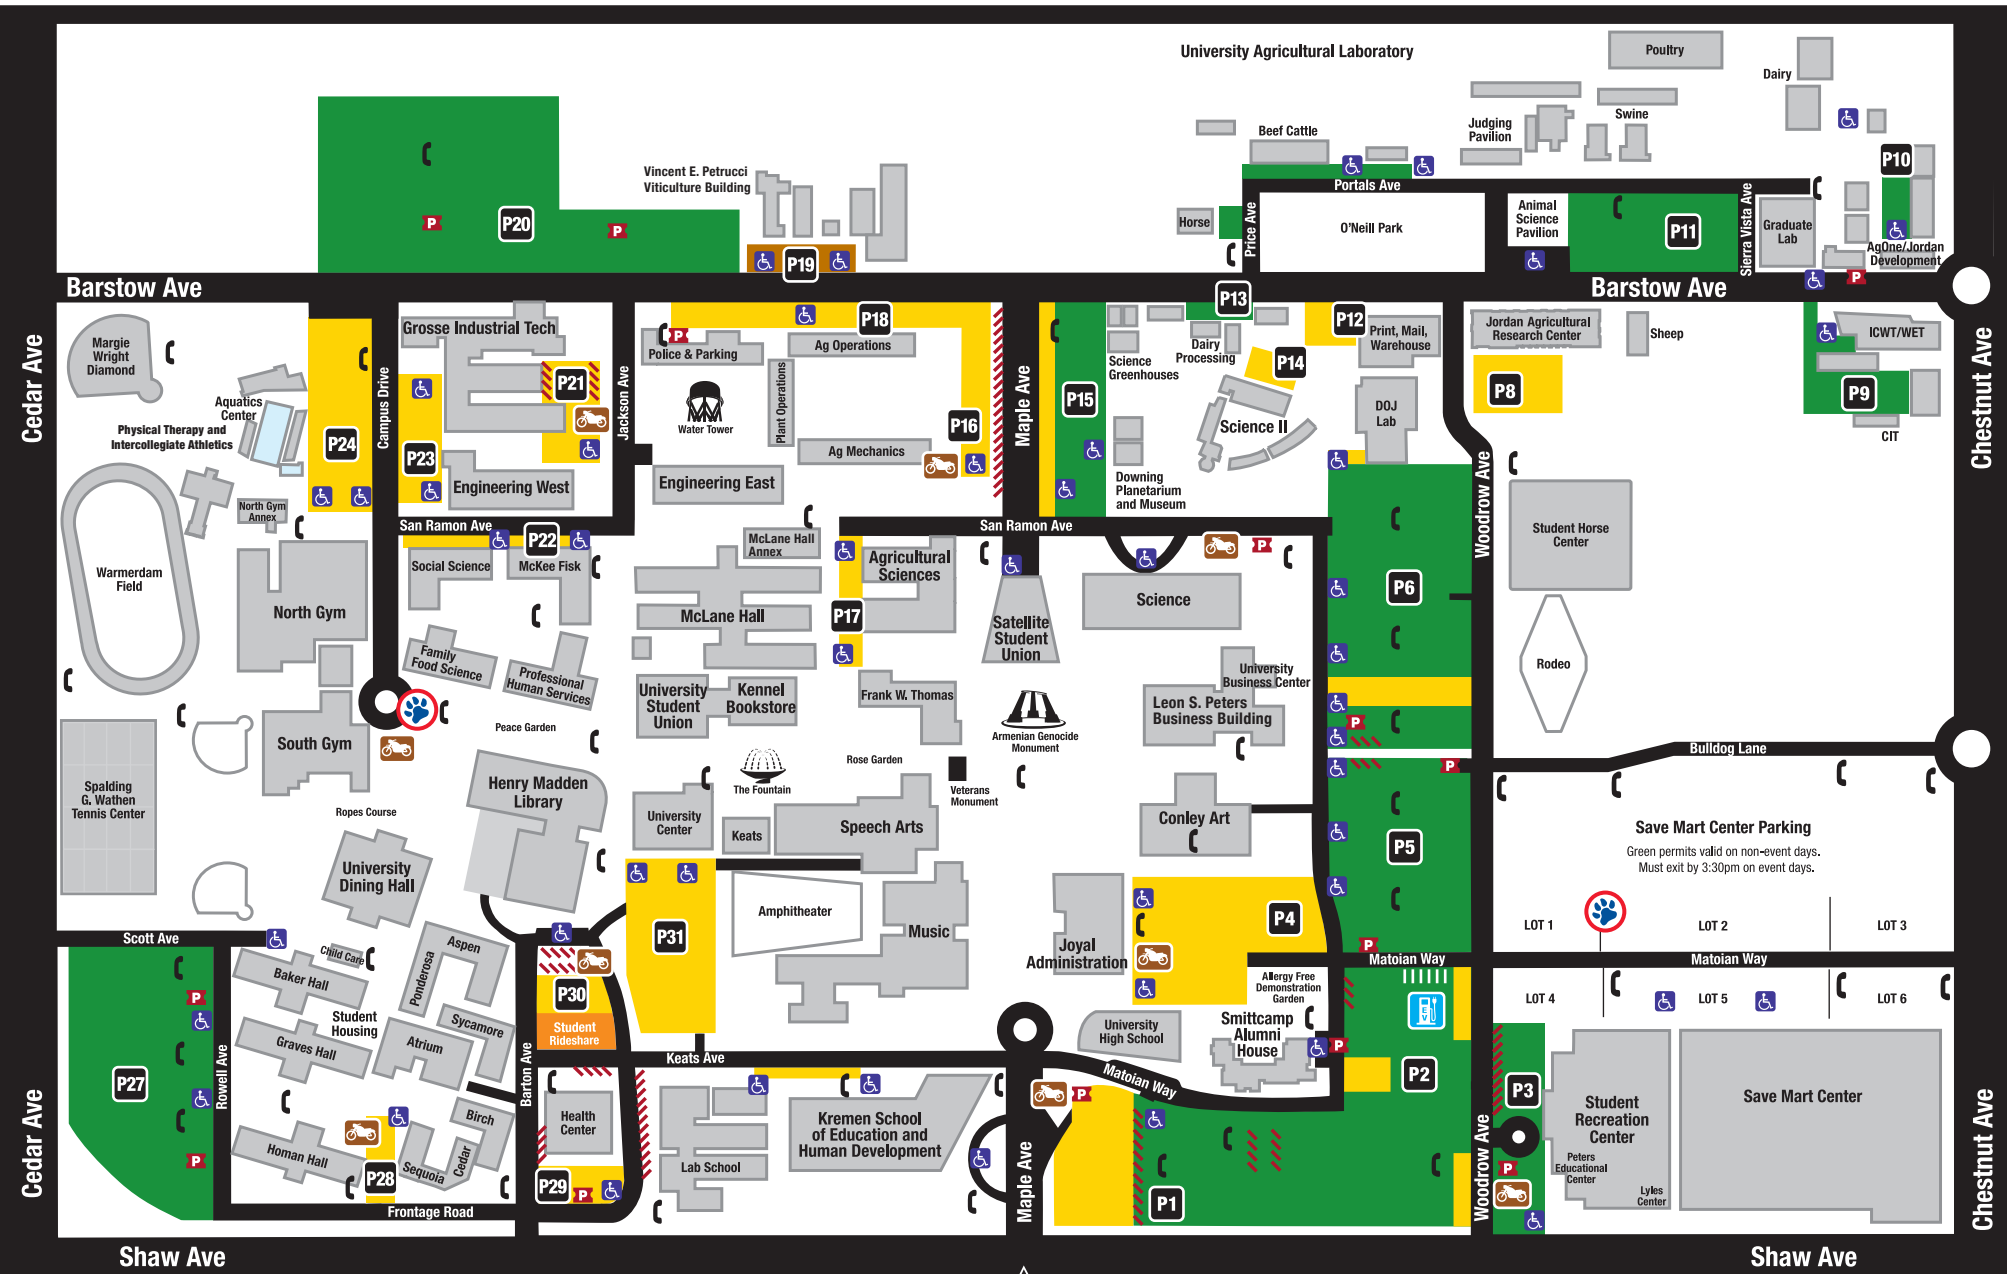 University Agricultural Laboratory
Poultry
Dairy
Swine
Judging
Pavilion
Beef Cattle
P10
Vincent E. Petrucci
Viticulture Building
P20
P
P
P19
Portals Ave
Horse
Price Ave
O'Neill Park
Animal
Science
Pavilion
P11
Sierra Vista Ave
Graduate
Lab
AgOne/Jordan
Development
P
Barstow Ave
Barstow Ave
Cedar Ave
Chestnut Ave
Margie
Wright
Diamond
Aquatics
Center
Physical Therapy and
Intercollegiate Athletics
P24
Campus Drive
Grosse Industrial Tech
P21
P23
Engineering West
Jackson Ave
P
Police & Parking
P18
Ag Operations
Plant Operations
Water Tower
Ag Mechanics
P16
Engineering East
Maple Ave
P15
P13
Science
Greenhouses
Dairy
Processing
P14
P12
Print, Mail,
Warehouse
Science II
DOJ
Lab
Downing
Planetarium
and Museum
Jordan Agricultural
Research Center
Sheep
P8
ICWT/WET
P9
CIT
Woodrow Ave
North Gym
Annex
Warmerdam
Field
North Gym
San Ramon Ave
P22
Social Science
McKee Fisk
Family
Food Science
Professional
Human Services
Peace Garden
McLane Hall
Annex
McLane Hall
San Ramon Ave
Agricultural
Sciences
P17
University
Student
Union
Kennel
Bookstore
Frank W. Thomas
Satellite
Student
Union
P
Science
P6
Student Horse
Center
Rodeo
University
Business Center
Leon S. Peters
Business Building
Armenian Genocide
Monument
P
Bulldog Lane
P
South Gym
Spalding
G. Wathen
Tennis Center
Ropes Course
University
Dining Hall
Henry Madden
Library
The Fountain
Rose Garden
Veterans
Monument
University
Center
Keats
Speech Arts
Conley Art
P5
Save Mart Center Parking
Green permits valid on non-event days.
Must exit by 3:30pm on event days.
LOT 1
LOT 2
LOT 3
P4
P
Matoian Way
Matoian Way
LOT 4
LOT 5
LOT 6
Amphitheater
Music
Joyal
Administration
P31
Scott Ave
Child Care
Aspen
Ponderosa
Baker Hall
Student
Housing
Sycamore
Atrium
Graves Hall
P
P27
P
Rowell Ave
P30
Student
Rideshare
Barton Ave
Keats Ave
University
High School
Allergy Free
Demonstration
Garden
Smittcamp
Alumni
House
P
EV
P2
Matoian Way
P
P1
P3
P
Student
Recreation
Center
Peters
Educational
Center
Lyles
Center
Save Mart Center
Birch
Cedar
Sequoia
Homan Hall
P28
Health
Center
P29
P
Lab School
Kremen School
of Education and
Human Development
Maple Ave
Woodrow Ave
Frontage Road
Cedar Ave
Chestnut Ave
Shaw Ave
Shaw Ave